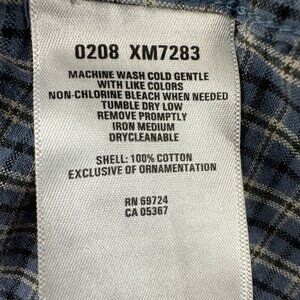 0208 XM7283
MACHINE WASH COLD GENTLE
WITH LIKE COLORS
NON-CHLORINE BLEACH WHEN NEEDED
TUMBLE DRY LOW
REMOVE PROMPTLY
IRON MEDIUM
DRYCLEANABLE
SHELL: 100% COTTON
EXCLUSIVE OF ORNAMENTATION
RN 69724
CA 05367